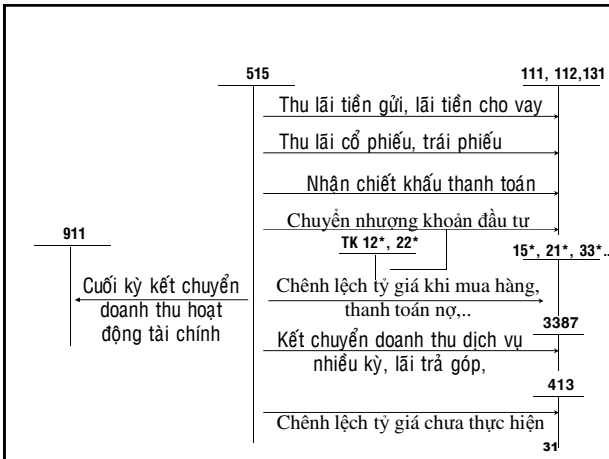 515
111, 112,131
Thu lãi tiền gửi, lãi tiền cho vay
Thu lãi cổ phiếu, trái phiếu
Nhận chiết khấu thanh toán
Chuyển nhượng khoản đầu tư
911
TK 12*, 22*
15*, 21*, 33*..
Cuối kỳ kết chuyển
doanh thu hoạt
động tài chính
Chênh lệch tỷ giá khi mua hàng,
thanh toán nợ,..
3387
Kết chuyển doanh thu dịch vụ
nhiều kỳ, lãi trả góp,
413
Chênh lệch tỷ giá chưa thực hiện
31